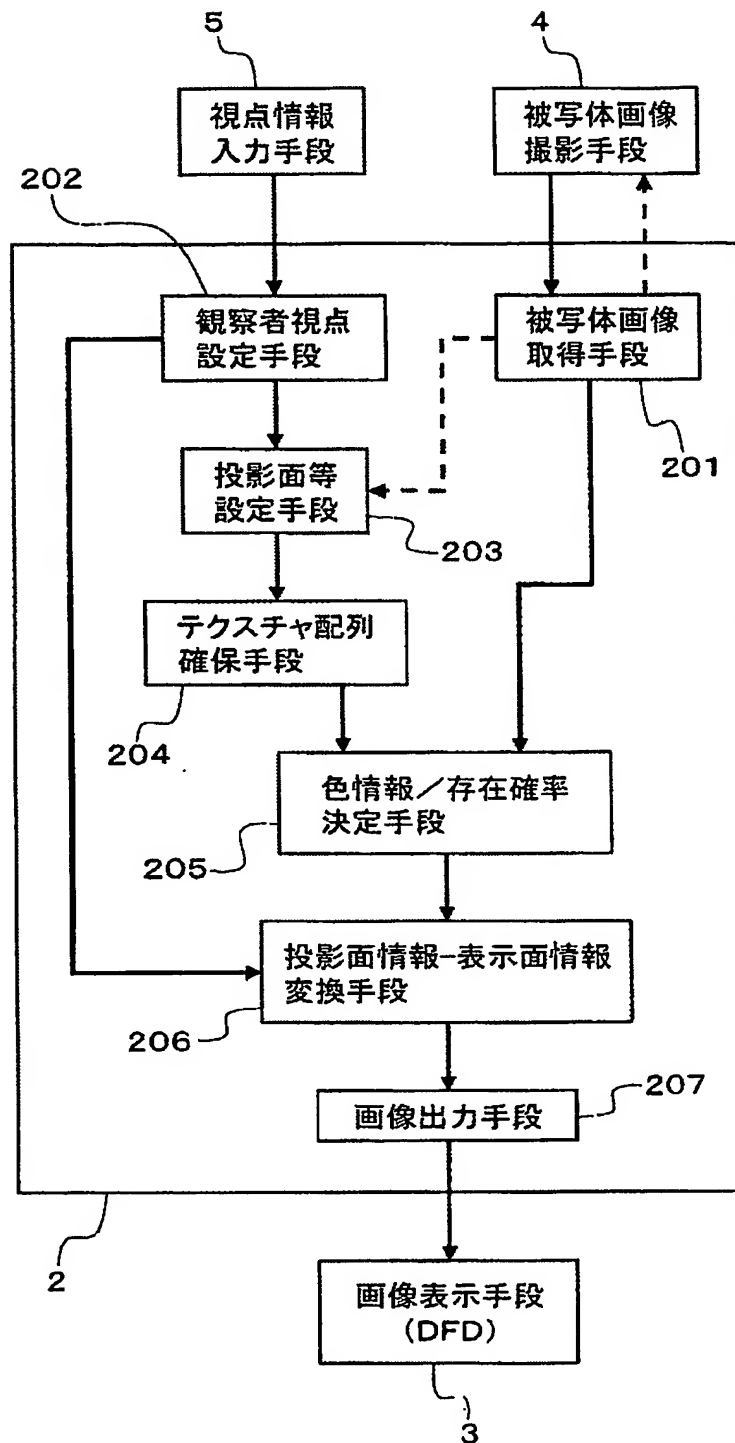 5
4
視点情報
入力手段
被写体画像
撮影手段
202
観察者視点
設定手段
被写体画像
取得手段
201
投影面等
設定手段
203
テクスチャ配列
確保手段
204
色情報／存在確率
決定手段
205
投影面情報−表示面情報
変換手段
206
207
画像出力手段
2
画像表示手段
(DFD)
3